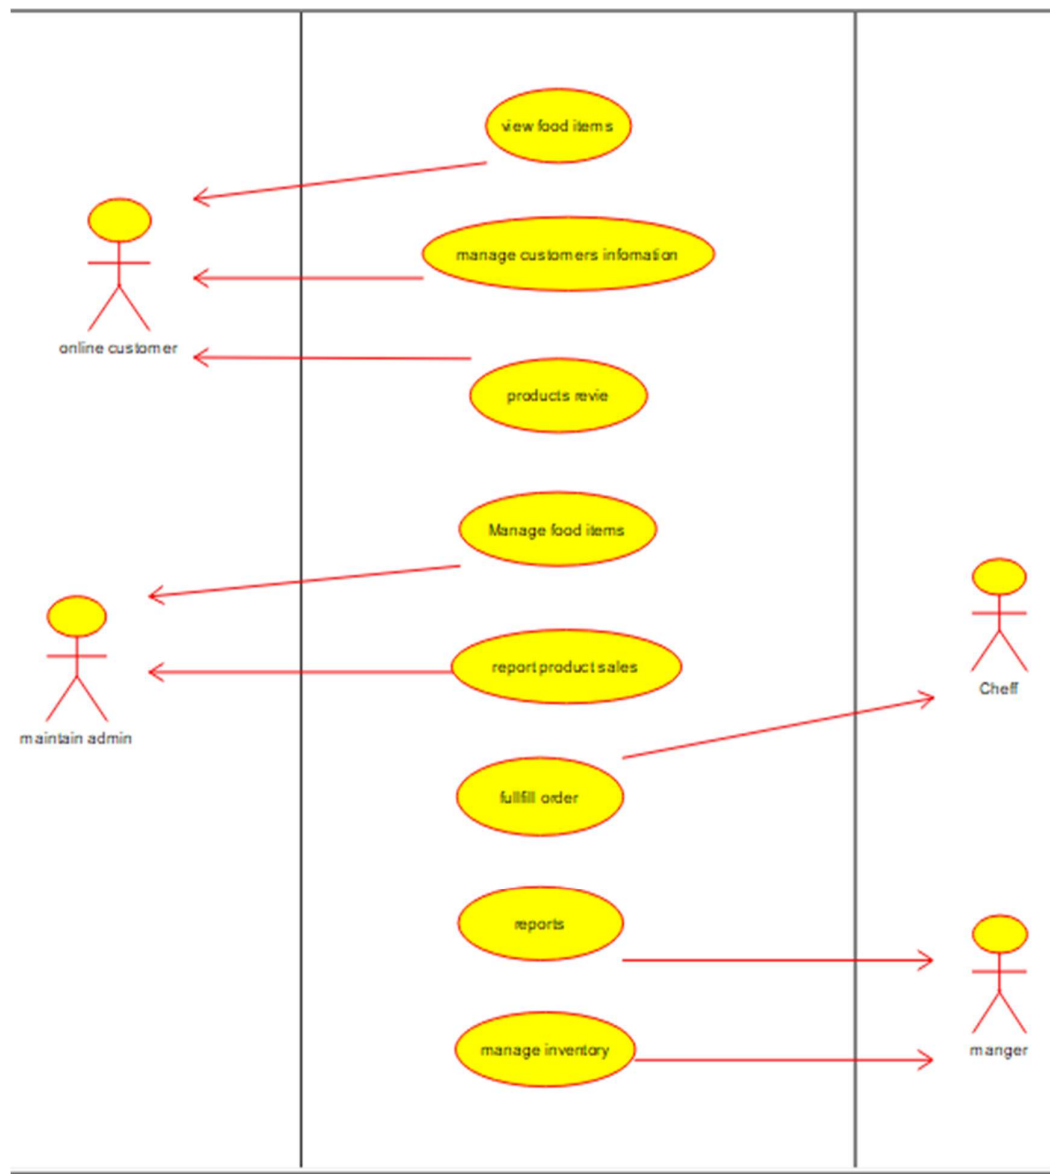 view food items
manage customers infomation
online customer
products revie
Manage food items
report product sales
Cheff
maintain admin
fullfill order
reports
manage inventory
manger